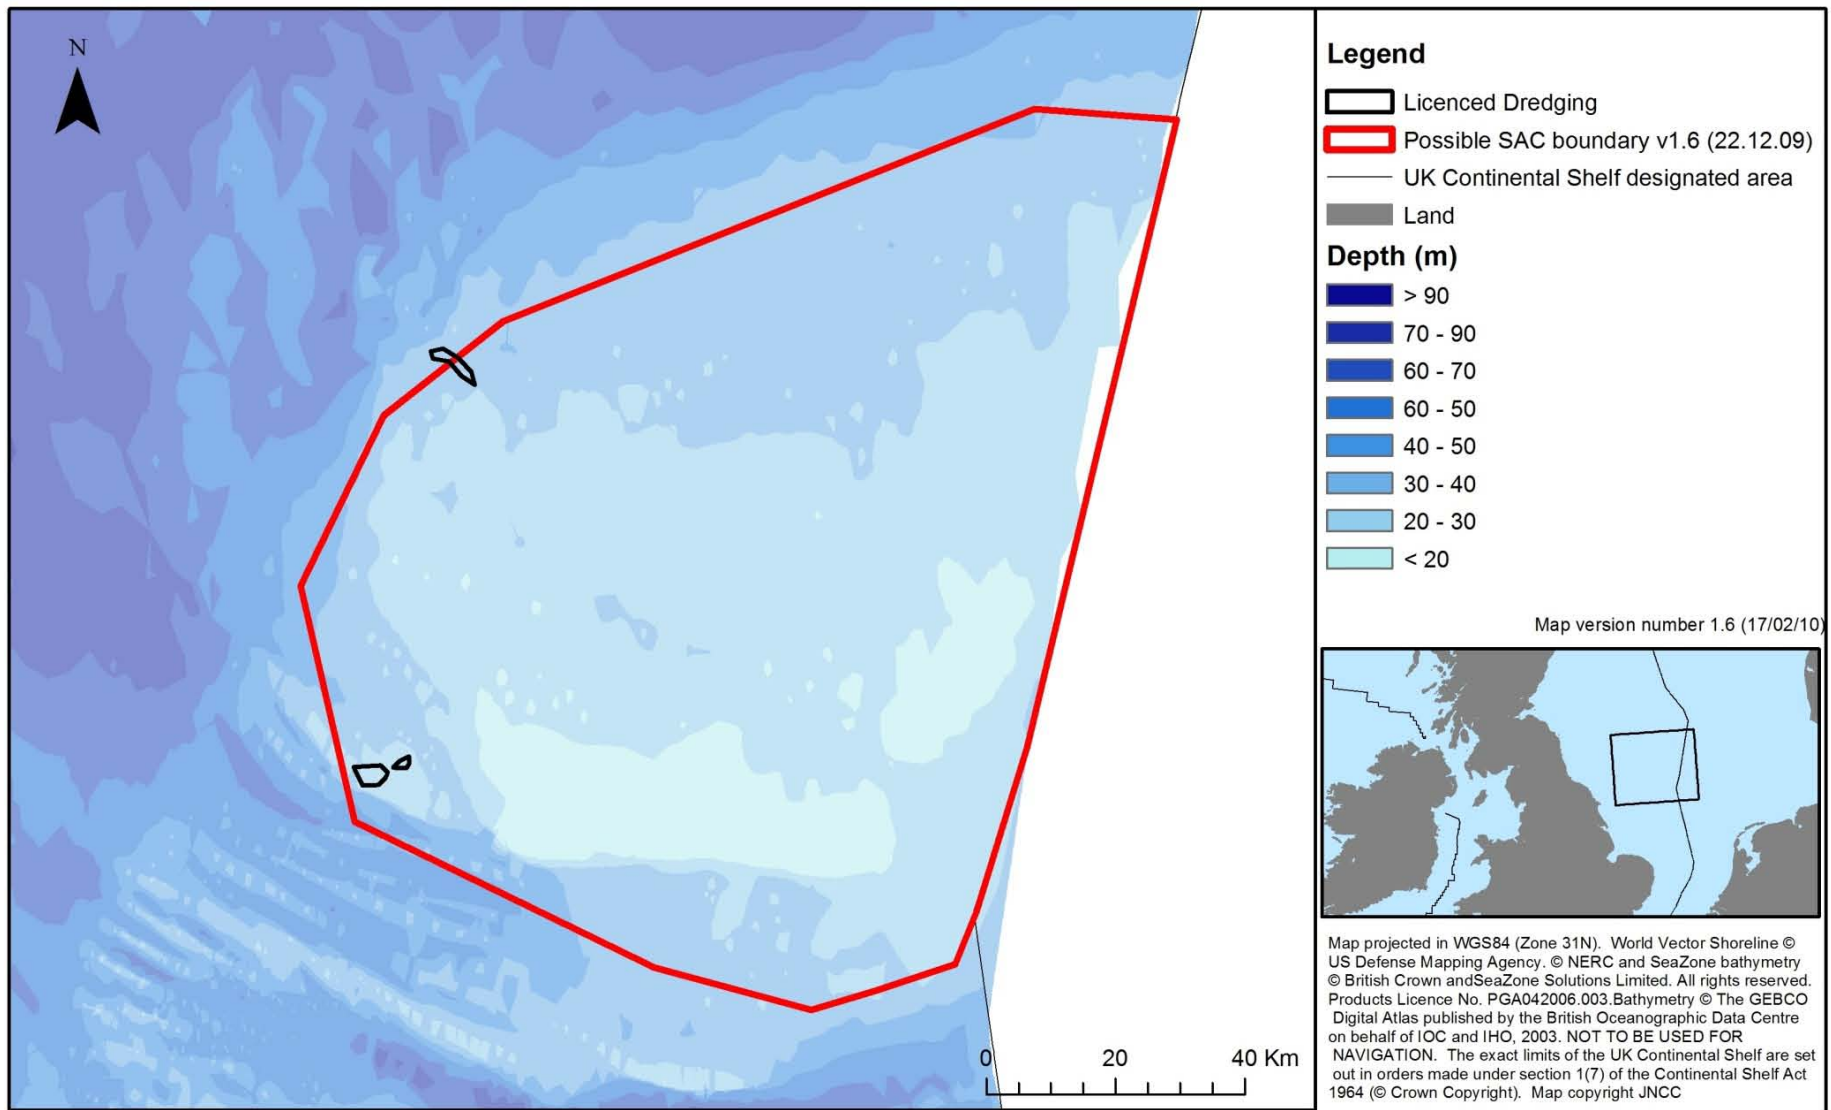 N
Legend
Licenced Dredging
Possible SAC boundary v1.6 (22.12.09)
UK Continental Shelf designated area
Land
Depth (m)
> 90
70 - 90
60 - 70
60 - 50
40 - 50
30 - 40
20 - 30
< 20
Map version number 1.6 (17/02/10)
0 20 40 Km
Map projected in WGS84 (Zone 31N). World Vector Shoreline ©
US Defense Mapping Agency. © NERC and SeaZone bathymetry
© British Crown andSeaZone Solutions Limited. All rights reserved.
Products Licence No. PGA042006.003.Bathymetry © The GEBCO
Digital Atlas published by the British Oceanographic Data Centre
on behalf of IOC and IHO, 2003. NOT TO BE USED FOR
NAVIGATION. The exact limits of the UK Continental Shelf are set
out in orders made under section 1(7) of the Continental Shelf Act
1964 (© Crown Copyright). Map copyright JNCC